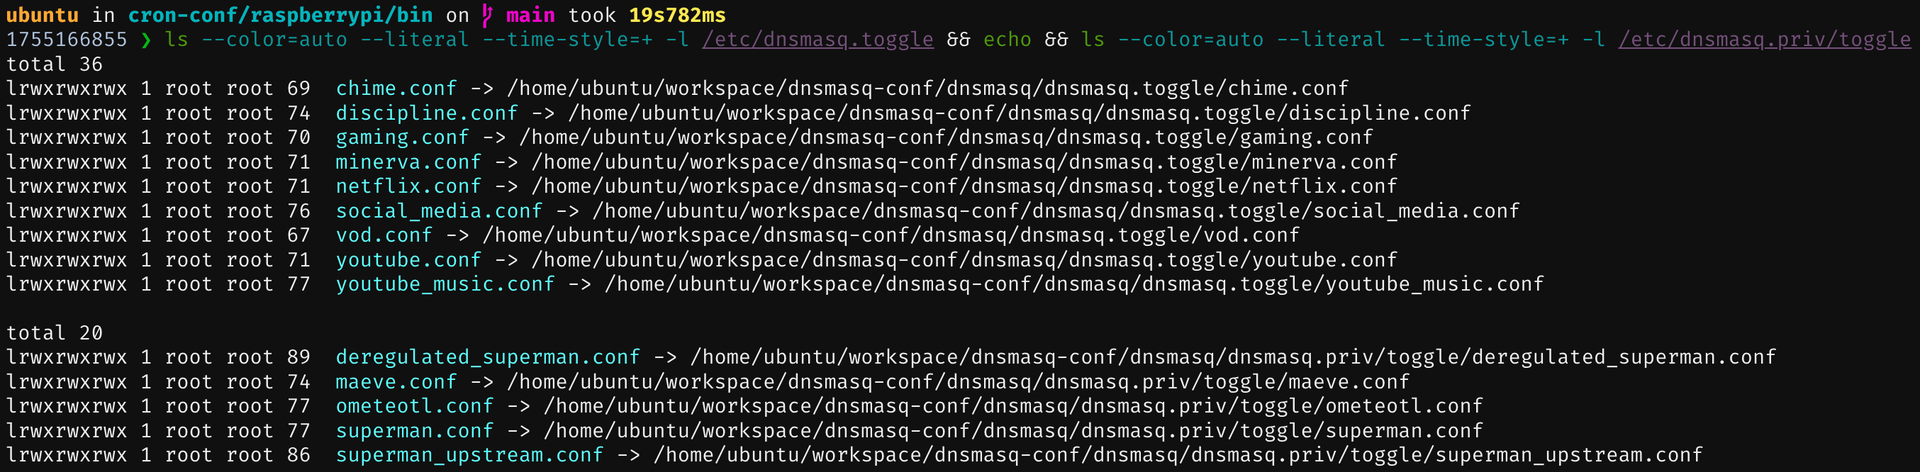 ubuntu in cron-conf/raspberrypi/bin on main took 19s782ms
1755166855 ❯ ls --color=auto --literal --time-style=+ -l /etc/dnsmasq.toggle && echo && ls --color=auto --literal --time-style=+ -l /etc/dnsmasq.priv/toggle
total 36
lrwxrwxrwx 1 root root 69  chime.conf -> /home/ubuntu/workspace/dnsmasq-conf/dnsmasq/dnsmasq.toggle/chime.conf
lrwxrwxrwx 1 root root 74  discipline.conf -> /home/ubuntu/workspace/dnsmasq-conf/dnsmasq/dnsmasq.toggle/discipline.conf
lrwxrwxrwx 1 root root 70  gaming.conf -> /home/ubuntu/workspace/dnsmasq-conf/dnsmasq/dnsmasq.toggle/gaming.conf
lrwxrwxrwx 1 root root 71  minerva.conf -> /home/ubuntu/workspace/dnsmasq-conf/dnsmasq/dnsmasq.toggle/minerva.conf
lrwxrwxrwx 1 root root 71  netflix.conf -> /home/ubuntu/workspace/dnsmasq-conf/dnsmasq/dnsmasq.toggle/netflix.conf
lrwxrwxrwx 1 root root 76  social_media.conf -> /home/ubuntu/workspace/dnsmasq-conf/dnsmasq/dnsmasq.toggle/social_media.conf
lrwxrwxrwx 1 root root 67  vod.conf -> /home/ubuntu/workspace/dnsmasq-conf/dnsmasq/dnsmasq.toggle/vod.conf
lrwxrwxrwx 1 root root 71  youtube.conf -> /home/ubuntu/workspace/dnsmasq-conf/dnsmasq/dnsmasq.toggle/youtube.conf
lrwxrwxrwx 1 root root 77  youtube_music.conf -> /home/ubuntu/workspace/dnsmasq-conf/dnsmasq/dnsmasq.toggle/youtube_music.conf

total 20
lrwxrwxrwx 1 root root 89  deregulated_superman.conf -> /home/ubuntu/workspace/dnsmasq-conf/dnsmasq/dnsmasq.priv/toggle/deregulated_superman.conf
lrwxrwxrwx 1 root root 74  maeve.conf -> /home/ubuntu/workspace/dnsmasq-conf/dnsmasq/dnsmasq.priv/toggle/maeve.conf
lrwxrwxrwx 1 root root 77  ometeotl.conf -> /home/ubuntu/workspace/dnsmasq-conf/dnsmasq/dnsmasq.priv/toggle/ometeotl.conf
lrwxrwxrwx 1 root root 77  superman.conf -> /home/ubuntu/workspace/dnsmasq-conf/dnsmasq/dnsmasq.priv/toggle/superman.conf
lrwxrwxrwx 1 root root 86  superman_upstream.conf -> /home/ubuntu/workspace/dnsmasq-conf/dnsmasq/dnsmasq.priv/toggle/superman_upstream.conf